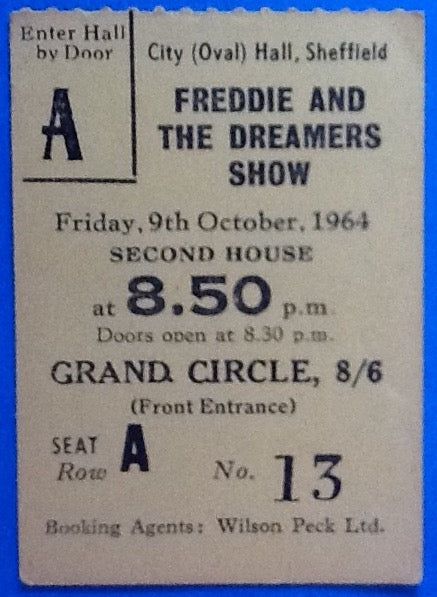 Enter Hall
by Door
A
City (Oval) Hall, Sheffield
FREDDIE AND
THE DREAMERS
SHOW
Friday, 9th October, 1964
SECOND HOUSE
at 8.50 p.m.
Doors open at 8.30 p.m.
GRAND CIRCLE, 8/6
(Front Entrance)
SEAT
Row A No. 13
Booking Agents: Wilson Peck Ltd.